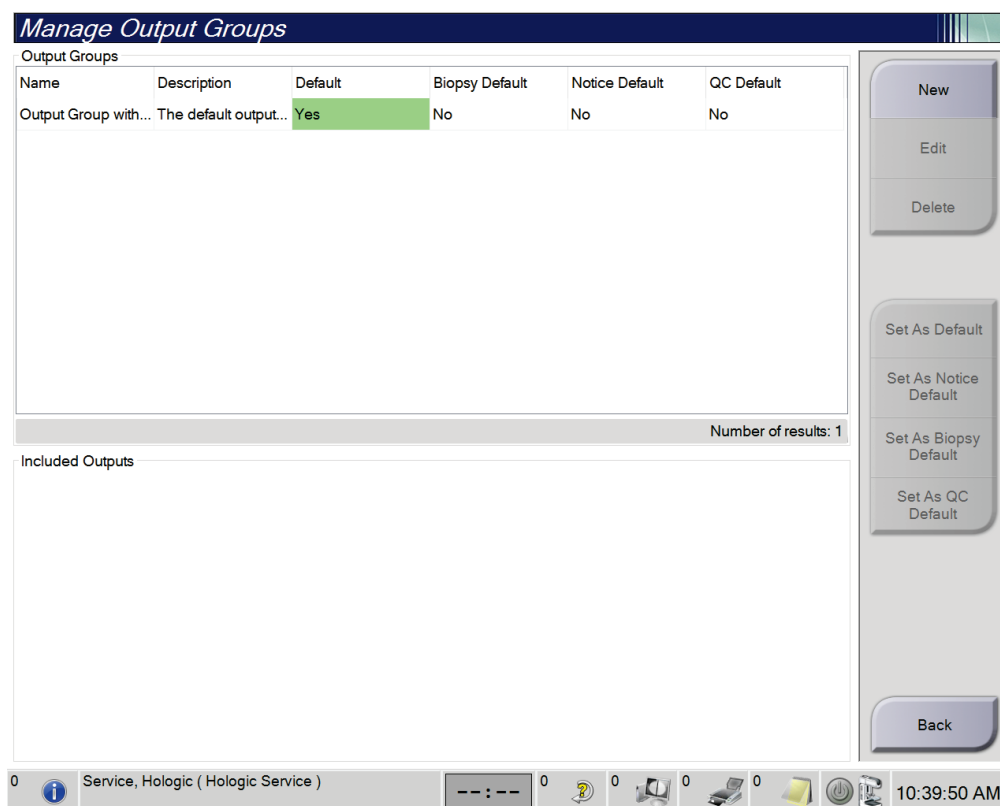 Manage Output Groups
Output Groups
Name Description Default Biopsy Default Notice Default QC Default
Output Group with... The default output... Yes No No No
Number of results: 1
Included Outputs
New
Edit
Delete
Set As Default
Set As Notice
Default
Set As Biopsy
Default
Set As QC
Default
Back
0 Service, Hologic ( Hologic Service ) --:-- 0 0 0 0 10:39:50 AM